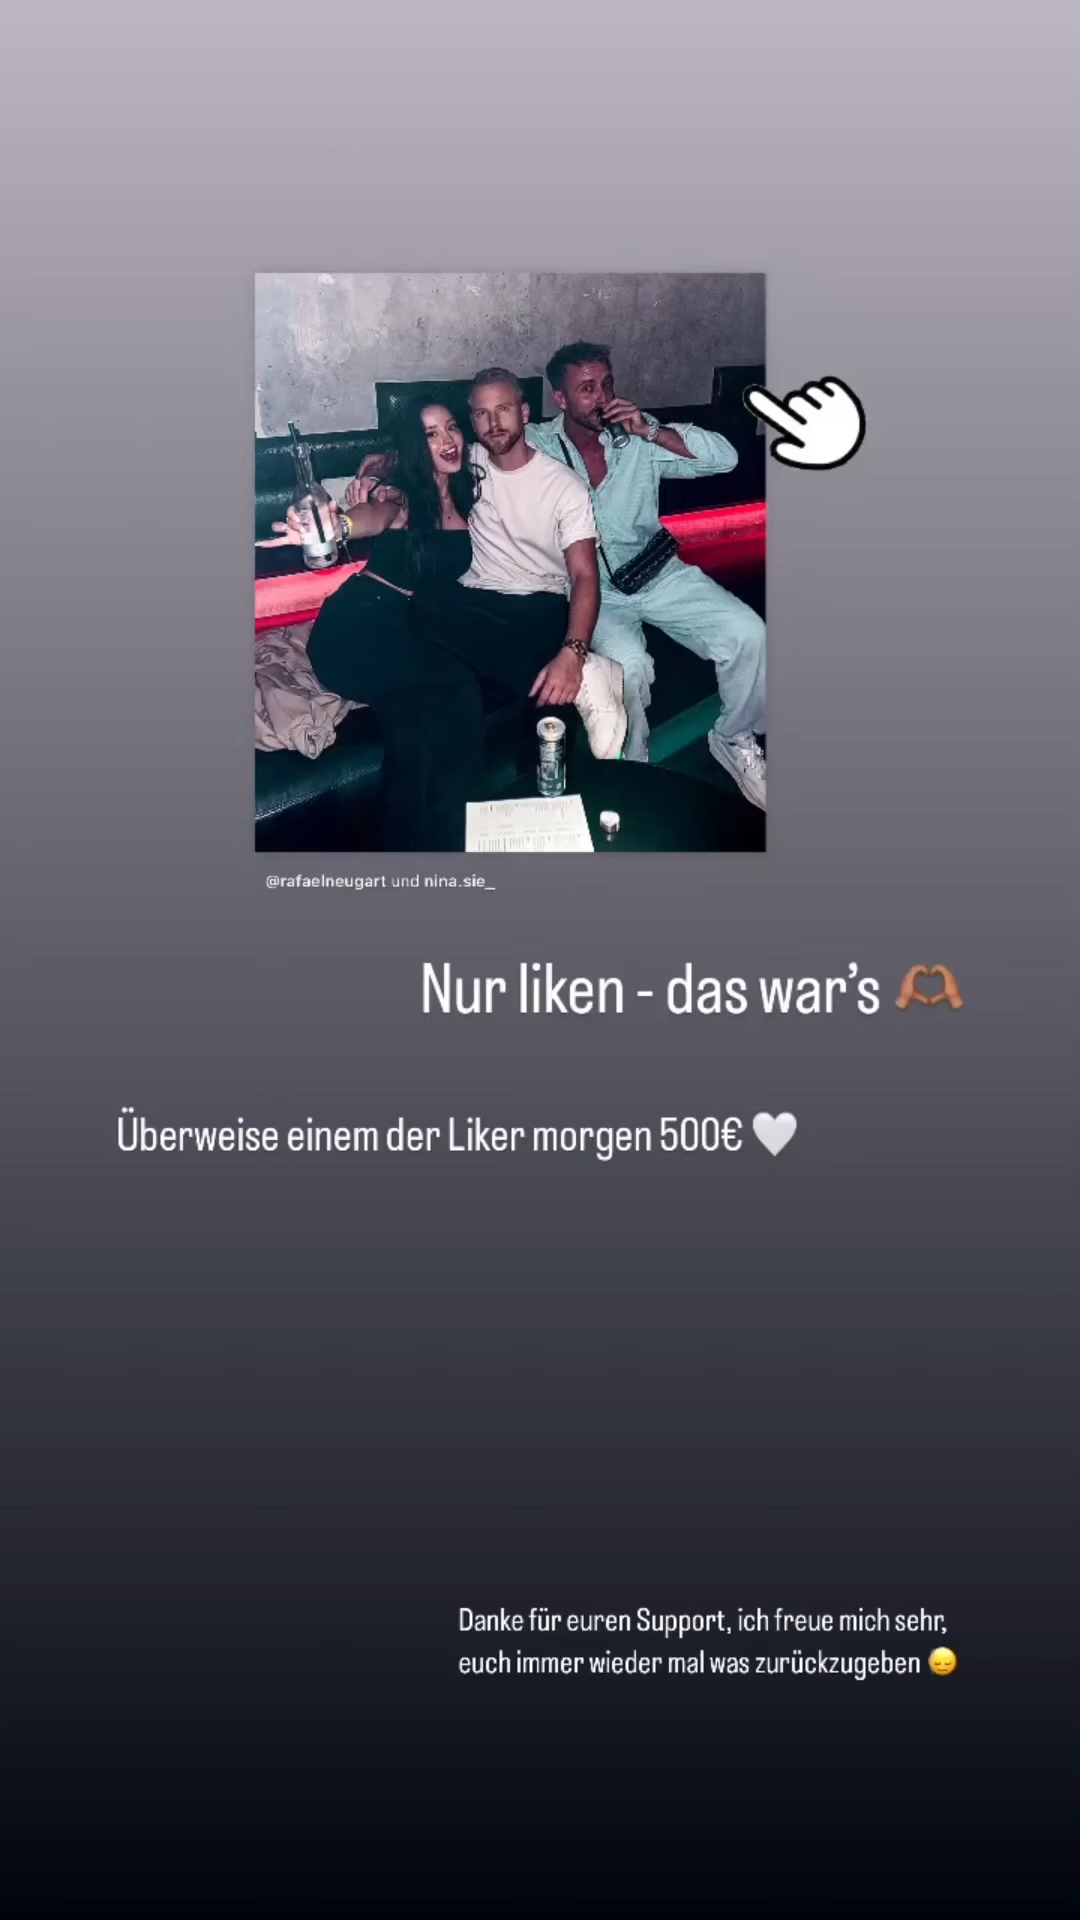 @rafaelneugart und nina.sie_
Nur liken - das war’s 🫶🏽
Überweise einem der Liker morgen 500€ 🤍
Danke für euren Support, ich freue mich sehr,
euch immer wieder mal was zurückzugeben 😔